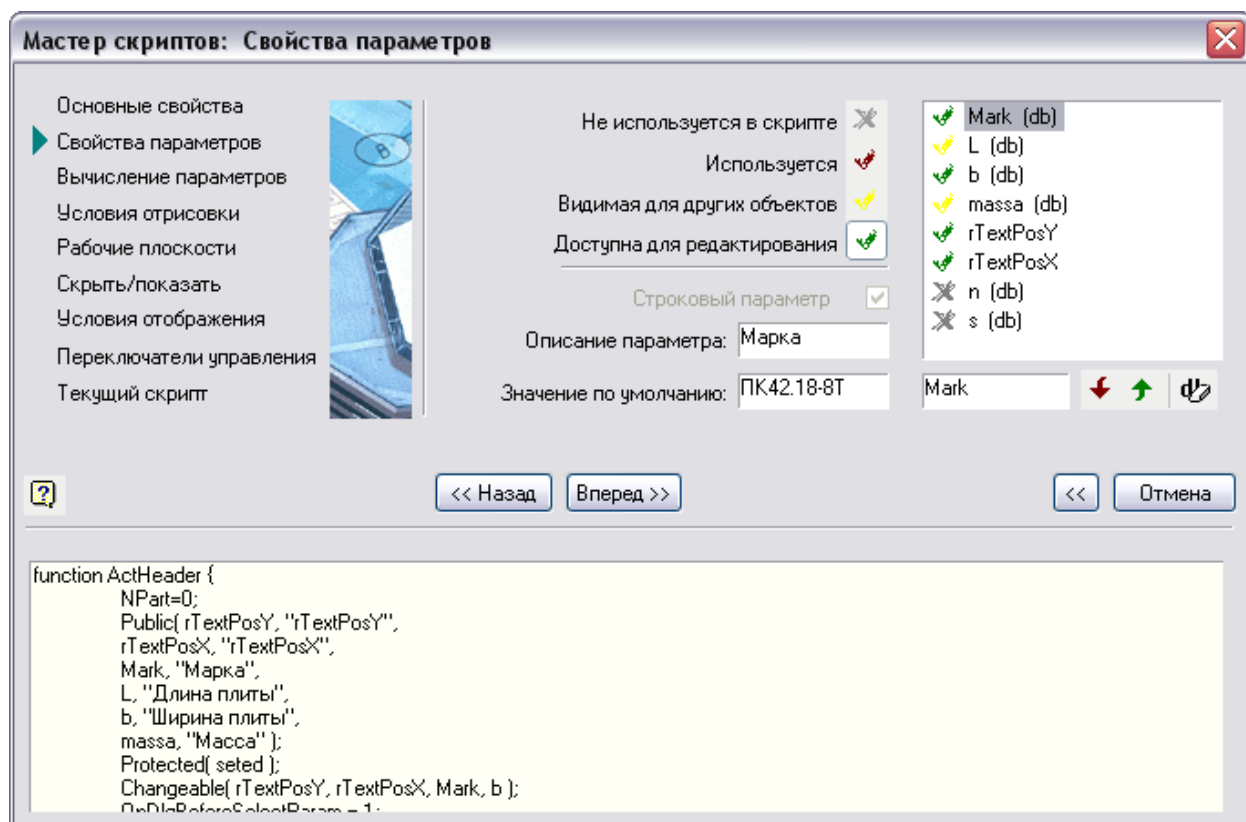 Мастер скриптов: Свойства параметров
Основные свойства
Свойства параметров
Вычисление параметров
Условия отрисовки
Рабочие плоскости
Скрыть/показать
Условия отображения
Переключатели управления
Текущий скрипт
B
Не используется в скрипте
Используется
Видимая для других объектов
Доступна для редактирования
Строковый параметр
Описание параметра: Марка
Значение по умолчанию: ПК42.18-8Т
Mark (db)
L (db)
b (db)
massa (db)
rTextPosY
rTextPosX
n (db)
s (db)
Mark
<< Назад
Вперед >>
<<
Отмена
function ActHeader {
NPart=0;
Public( rTextPosY, "rTextPosY",
rTextPosX, "rTextPosX",
Mark, "Марка",
L, "Длина плиты",
b, "Ширина плиты",
massa, "Масса" );
Protected( seted );
Changeable( rTextPosY, rTextPosX, Mark, b );
OnDlgBeforeSelectParam = 1;